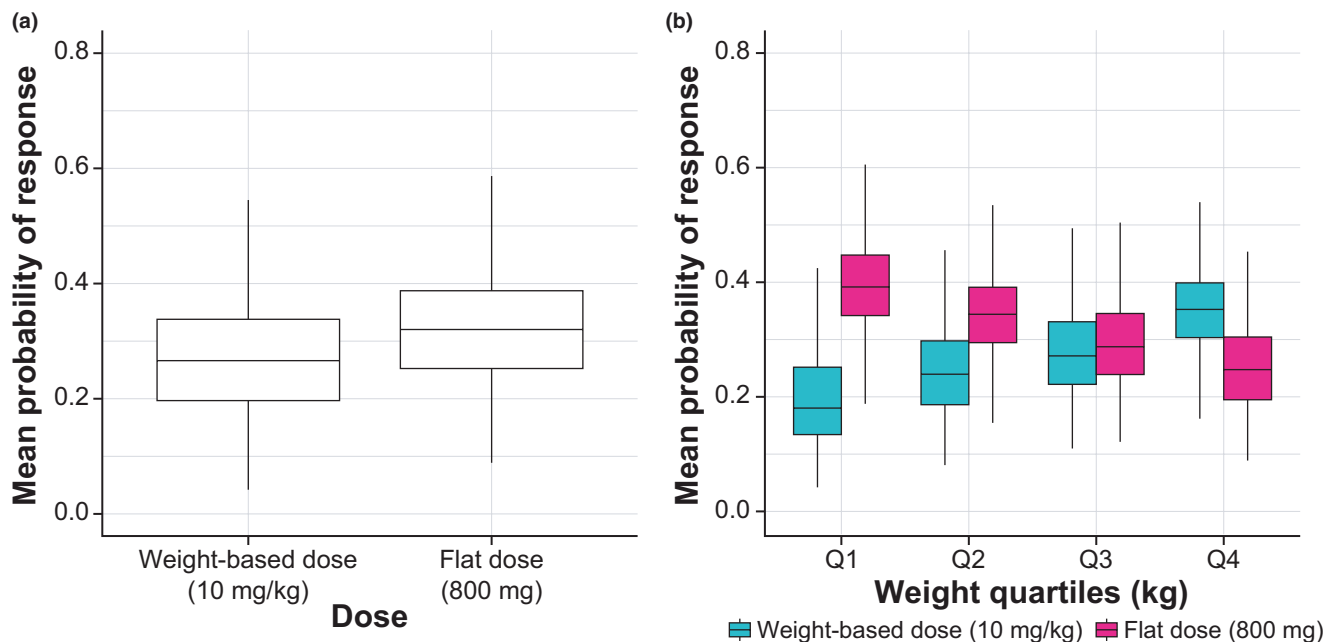 (a)
Mean probability of response
0.8
0.6
0.4
0.2
0.0
Weight-based dose
(10 mg/kg)
Flat dose
(800 mg)
Dose
(b)
Mean probability of response
0.8
0.6
0.4
0.2
0.0
Q1 Q2 Q3 Q4
Weight quartiles (kg)
Weight-based dose (10 mg/kg) Flat dose (800 mg)